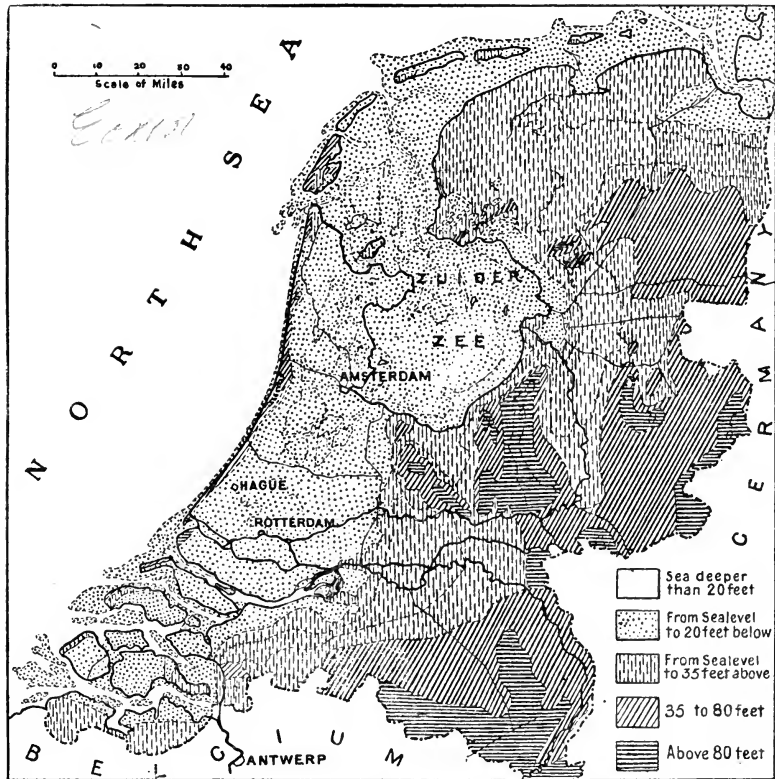 NORTH SEA
0 10 20 30 40
Scale of Miles
ZUIDER
ZEE
AMSTERDAM
HAGUE
ROTTERDAM
GERMANY
BELGIUM
ANTWERP
Sea deeper
than 20 feet
From Sealevel
to 20 feet below
From Sealevel
to 35 feet above
35 to 80 feet
Above 80 feet